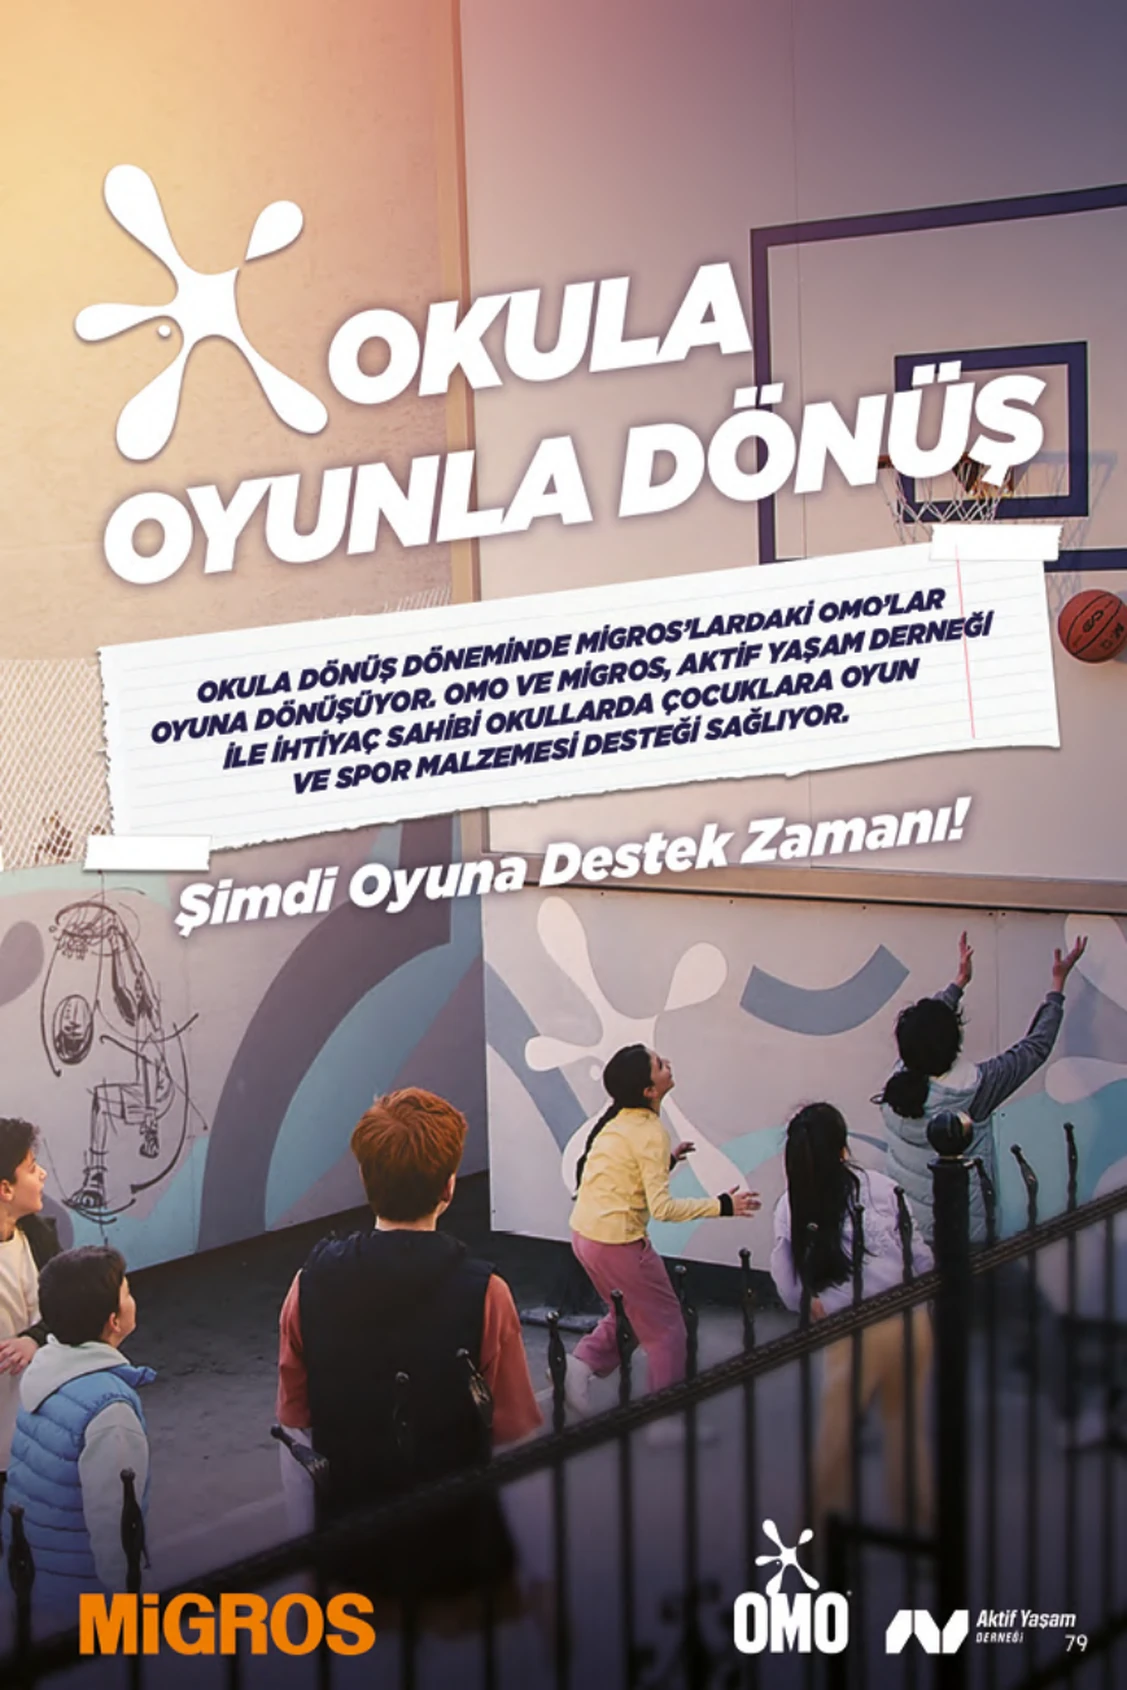 OKULA
OYUNLA DÖNÜŞ
OKULA DÖNÜŞ DÖNEMİNDE MİGROS'LARDAKİ OMO'LAR
OYUNA DÖNÜŞÜYOR. OMO VE MİGROS, AKTİF YAŞAM DERNEĞİ
İLE İHTİYAÇ SAHİBİ OKULLARDA ÇOCUKLARA OYUN
VE SPOR MALZEMESİ DESTEĞİ SAĞLIYOR.
Şimdi Oyuna Destek Zamanı!
MiGROS
OMO
Aktif Yaşam
DERNEĞİ
79